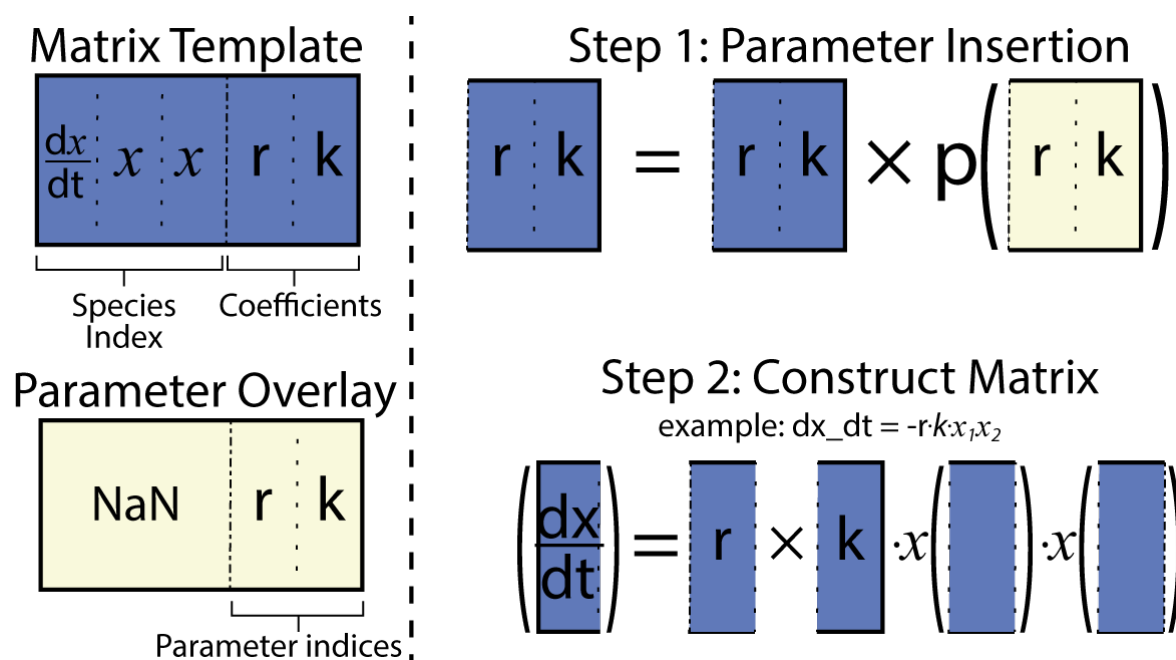 Matrix Template
dx
dt
x
x
r
k
Species
Index
Coefficients
Parameter Overlay
NaN
r
k
Parameter indices
Step 1: Parameter Insertion
r k = r k × p( r k )
Step 2: Construct Matrix
example: dx_dt = -r·k·x₁x₂
( dx
dt ) = r × k ·x( ) ·x( )